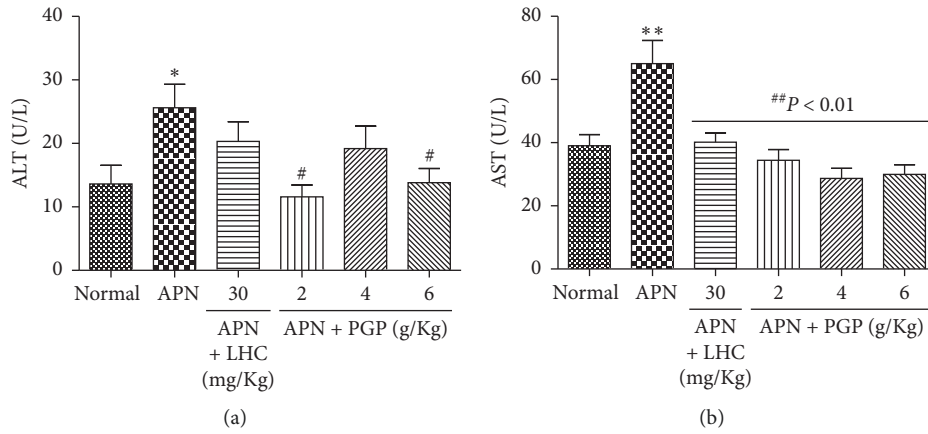 ALT (U/L)
40
30
20
10
0
*
#
#
Normal
APN
30
2
4
6
APN
+ LHC
(mg/Kg)
APN + PGP (g/Kg)
(a)
AST (U/L)
80
60
40
20
0
**
##P < 0.01
Normal
APN
30
2
4
6
APN
+ LHC
(mg/Kg)
APN + PGP (g/Kg)
(b)